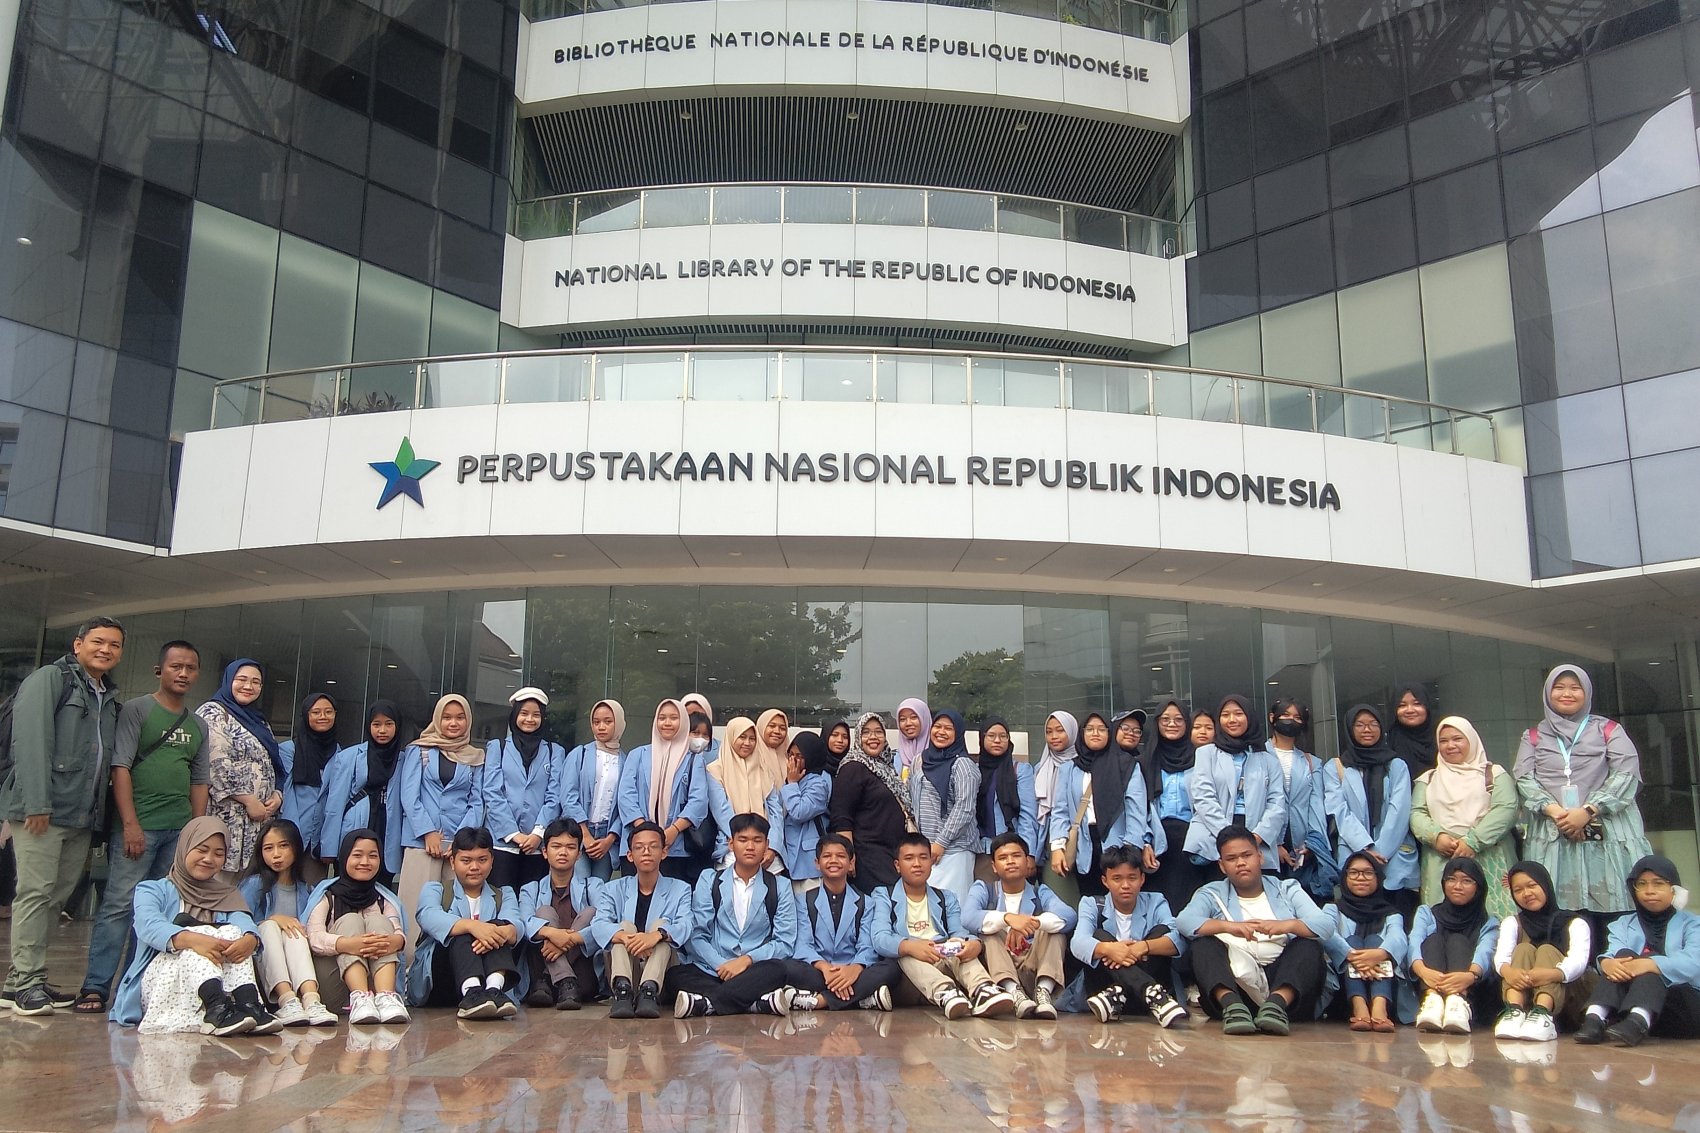 BIBLIOTHÈQUE NATIONALE DE LA RÉPUBLIQUE D'INDONÉSIE
NATIONAL LIBRARY OF THE REPUBLIC OF INDONESIA
PERPUSTAKAAN NASIONAL REPUBLIK INDONESIA